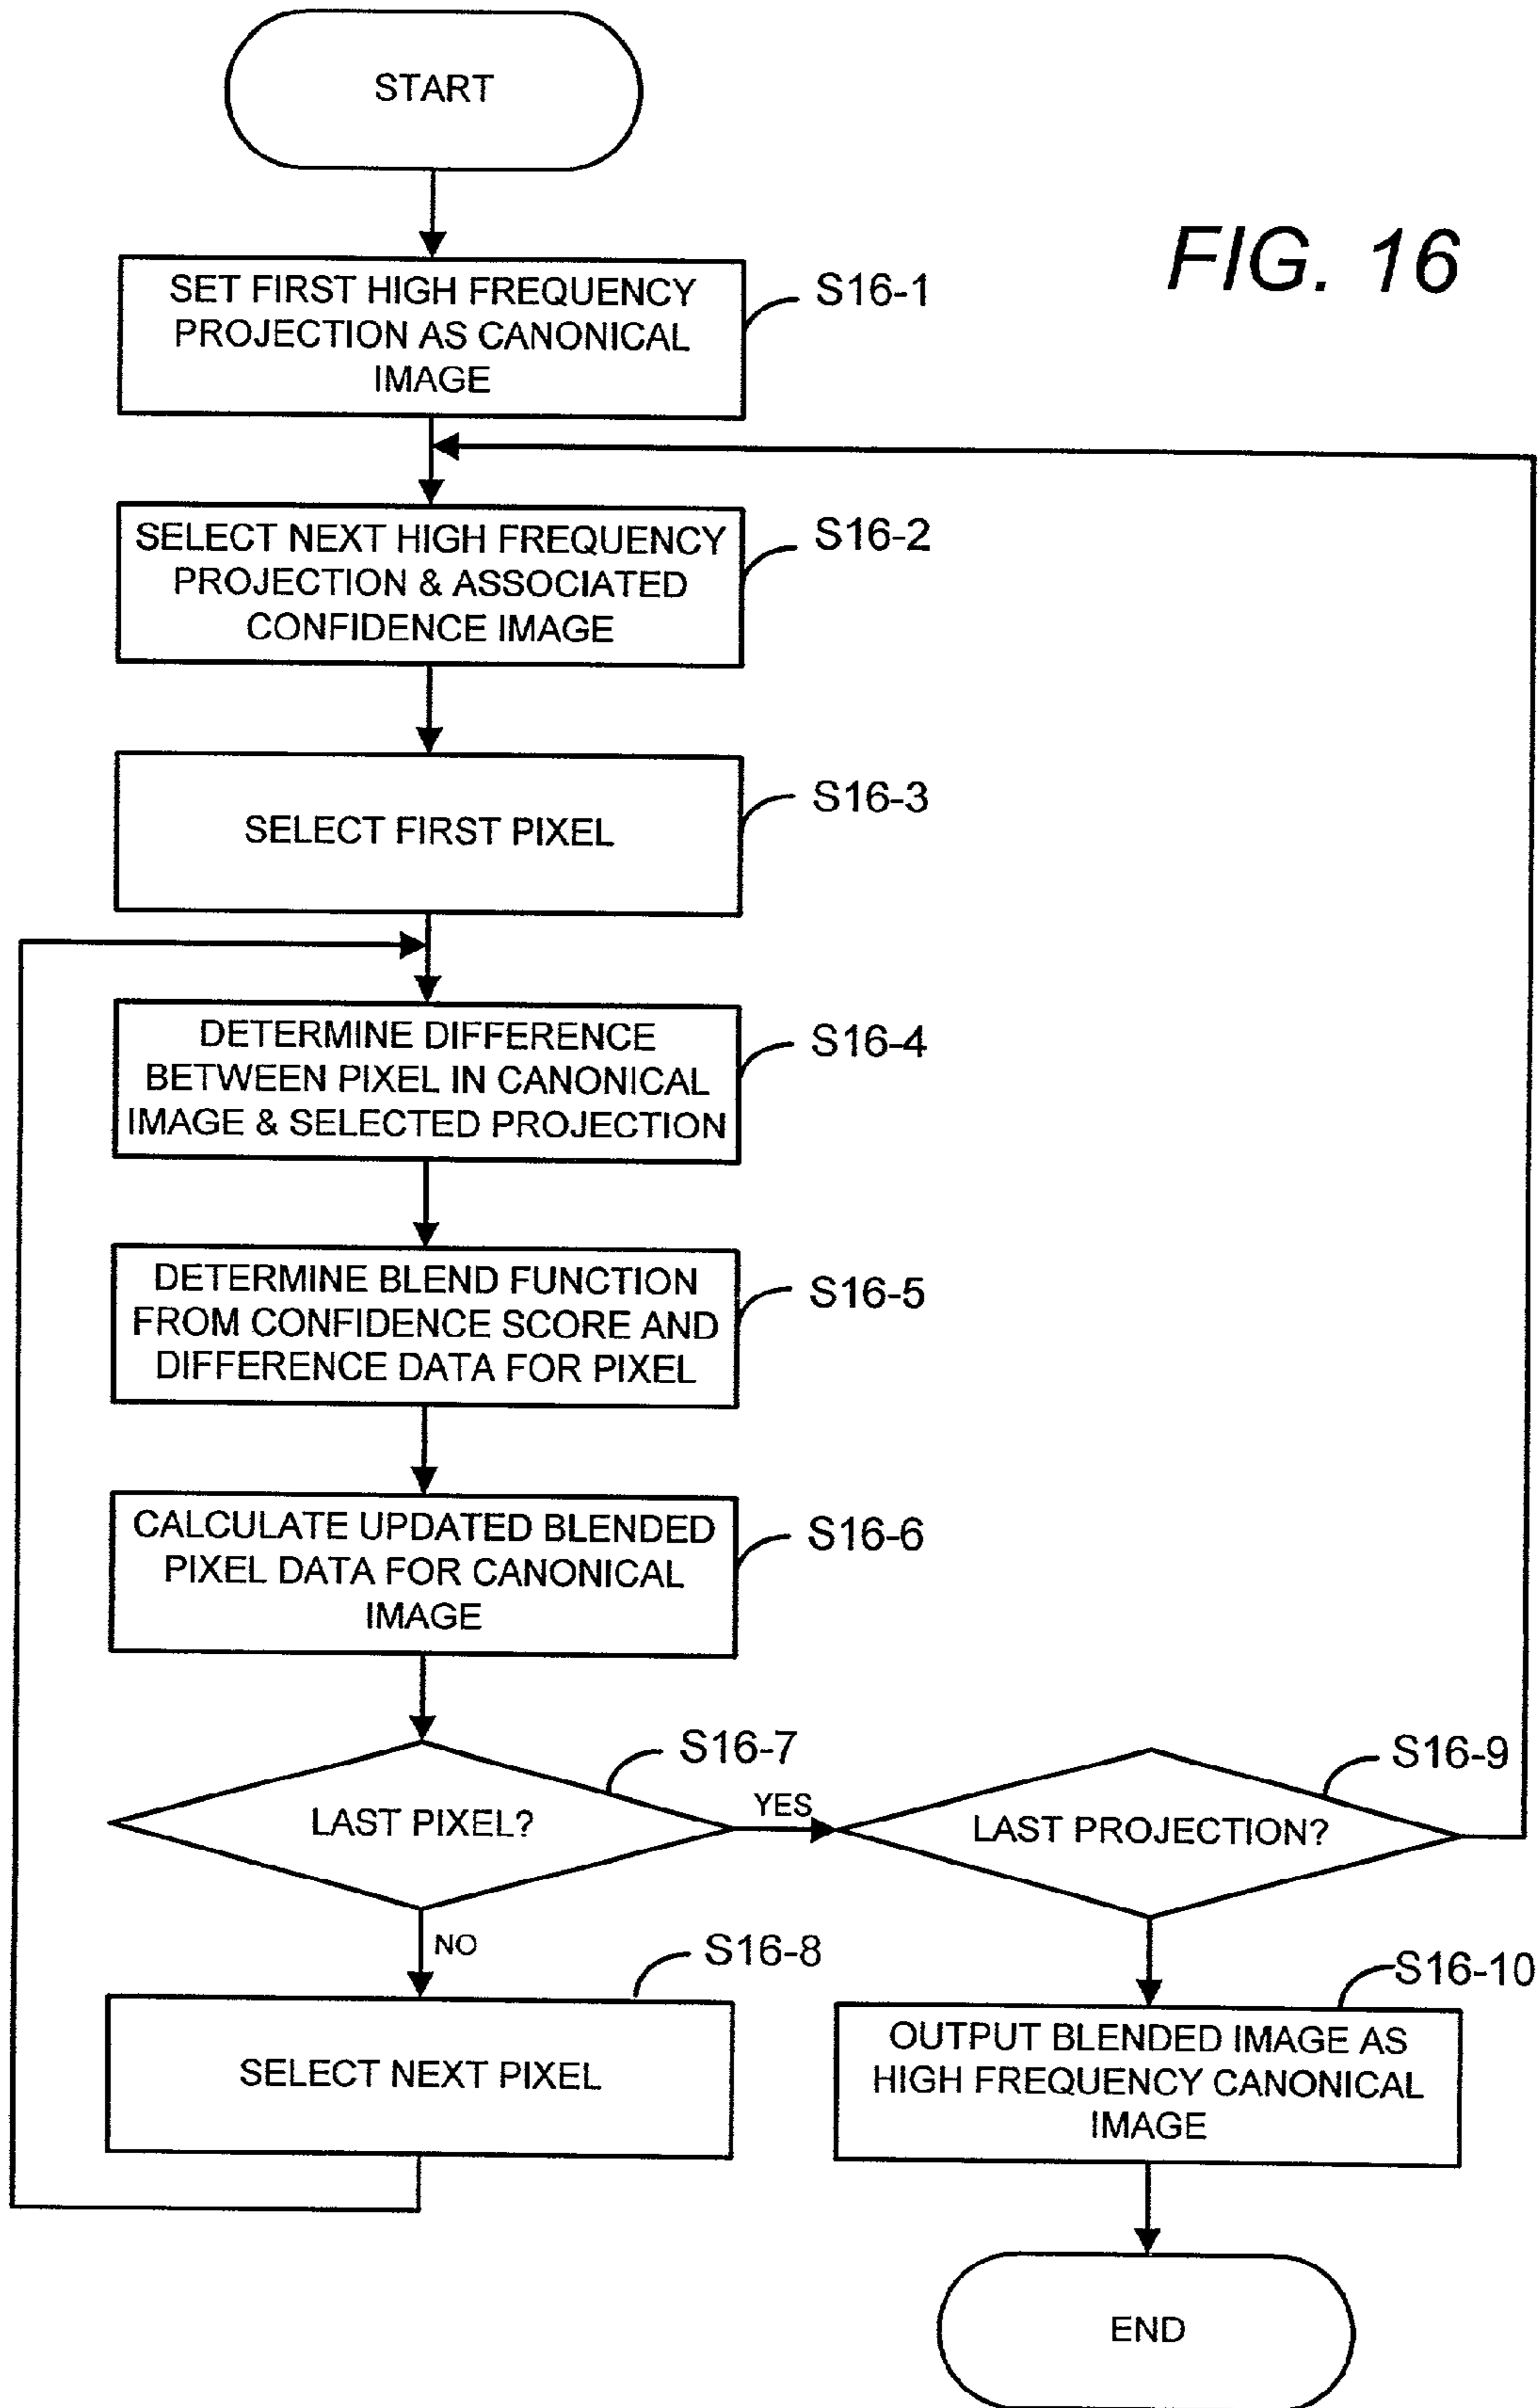 START
FIG. 16
SET FIRST HIGH FREQUENCY
PROJECTION AS CANONICAL
IMAGE
S16-1
SELECT NEXT HIGH FREQUENCY
PROJECTION & ASSOCIATED
CONFIDENCE IMAGE
S16-2
SELECT FIRST PIXEL
S16-3
DETERMINE DIFFERENCE
BETWEEN PIXEL IN CANONICAL
IMAGE & SELECTED PROJECTION
S16-4
DETERMINE BLEND FUNCTION
FROM CONFIDENCE SCORE AND
DIFFERENCE DATA FOR PIXEL
S16-5
CALCULATE UPDATED BLENDED
PIXEL DATA FOR CANONICAL
IMAGE
S16-6
LAST PIXEL?
S16-7
YES
LAST PROJECTION?
S16-9
NO
SELECT NEXT PIXEL
S16-8
OUTPUT BLENDED IMAGE AS
HIGH FREQUENCY CANONICAL
IMAGE
S16-10
END